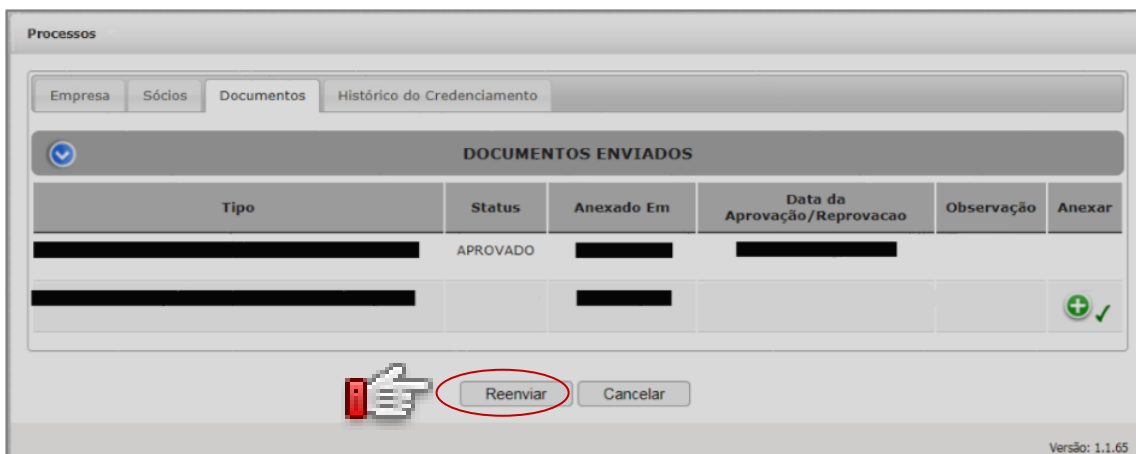 Processos
Empresa Sócios Documentos Histórico do Credenciamento
DOCUMENTOS ENVIADOS
Tipo Status Anexado Em Data da Aprovação/Reprovacao Observação Anexar
APROVADO
Reenviar Cancelar
Versão: 1.1.65